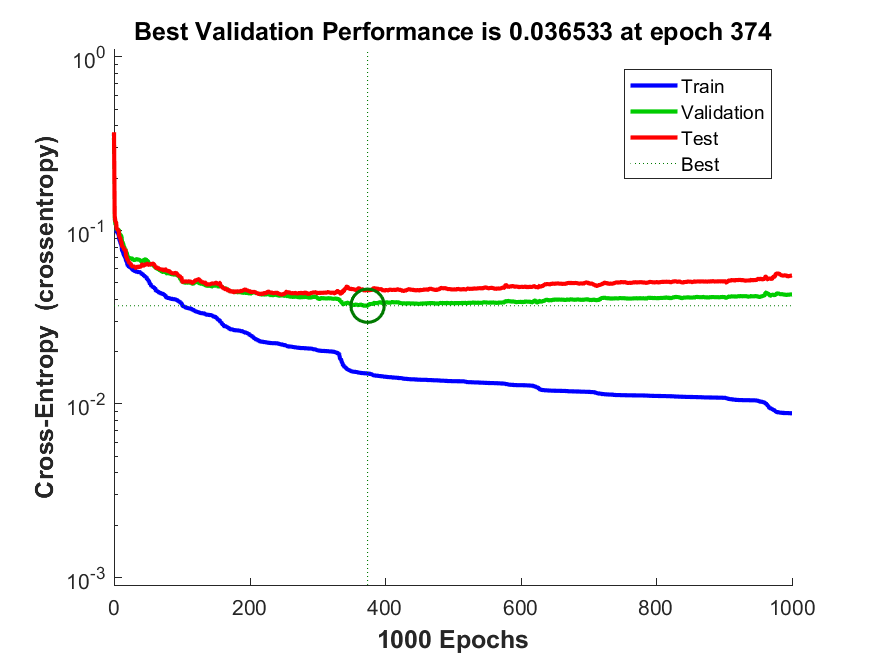 Best Validation Performance is 0.036533 at epoch 374
10^0
10^-1
10^-2
10^-3
Cross-Entropy (crossentropy)
Train
Validation
Test
Best
0 200 400 600 800 1000
1000 Epochs